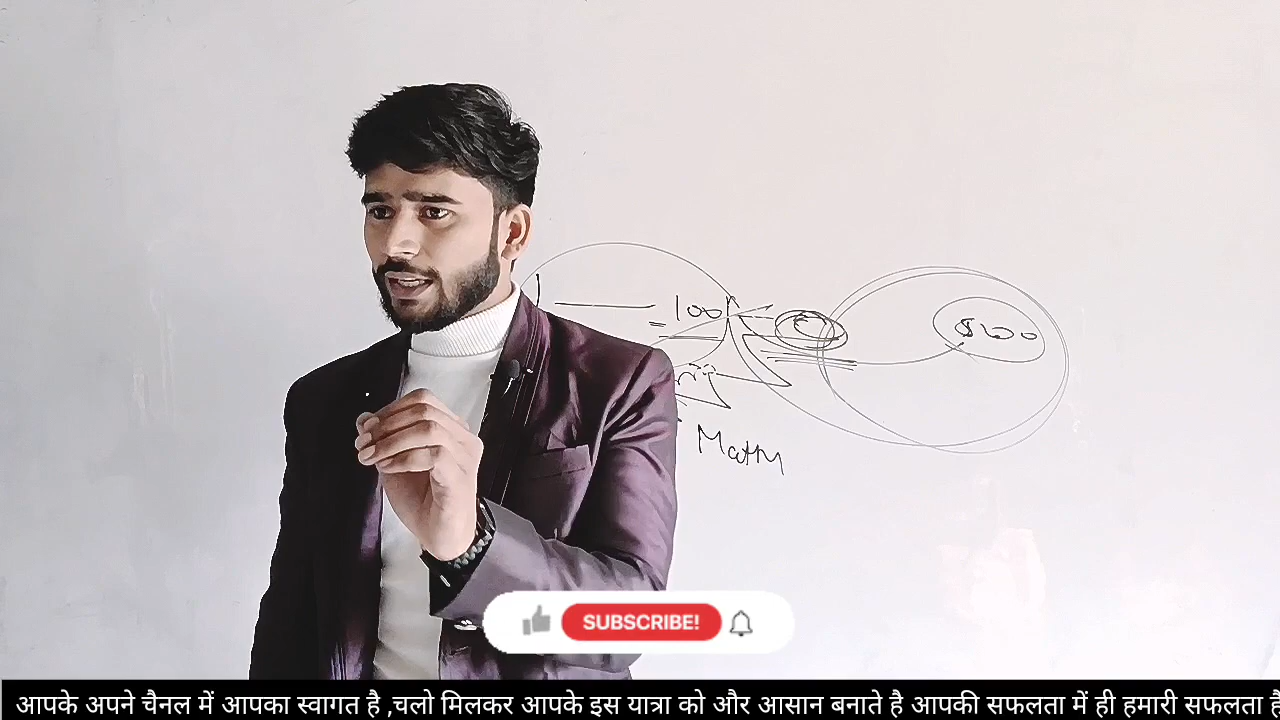 1 — 100
Math
SUBSCRIBE!
आपके अपने चैनल में आपका स्वागत है ,चलो मिलकर आपके इस यात्रा को और आसान बनाते है आपकी सफलता में ही हमारी सफलता है